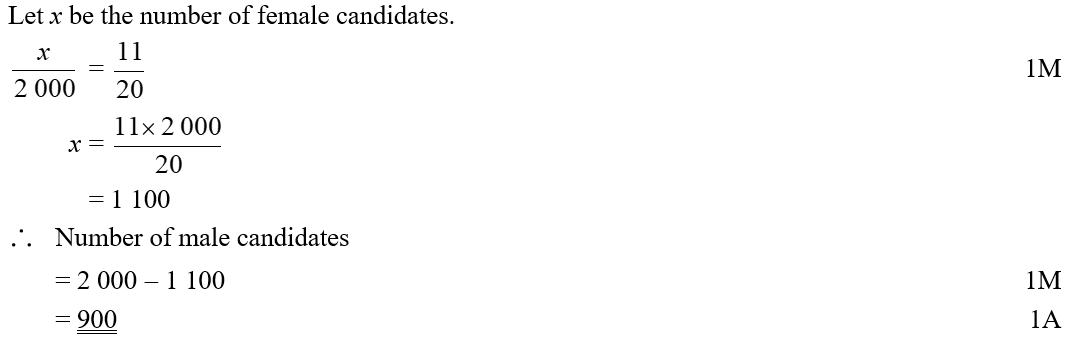 Let x be the number of female candidates.
x/2 000 = 11/20 1M
x = 11× 2 000/20
= 1 100
∴ Number of male candidates
= 2 000 – 1 100 1M
= 900 1A